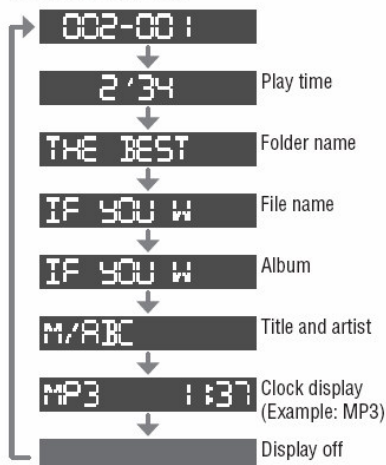 002-001
2'34 Play time
THE BEST Folder name
IF YOU W File name
IF YOU W Album
M/ABC Title and artist
MP3 1:37 Clock display
(Example: MP3)
Display off